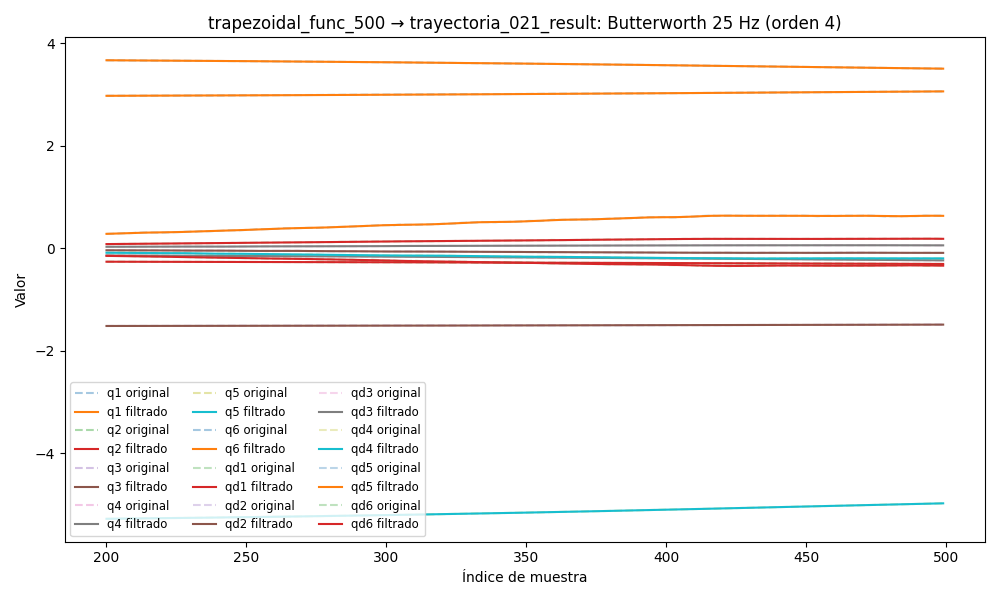 trapezoidal_func_500 → trayectoria_021_result: Butterworth 25 Hz (orden 4)
4
2
0
−2
−4
Valor
q1 original
q1 filtrado
q2 original
q2 filtrado
q3 original
q3 filtrado
q4 original
q4 filtrado
q5 original
q5 filtrado
q6 original
q6 filtrado
qd1 original
qd1 filtrado
qd2 original
qd2 filtrado
qd3 original
qd3 filtrado
qd4 original
qd4 filtrado
qd5 original
qd5 filtrado
qd6 original
qd6 filtrado
200 250 300 350 400 450 500
Índice de muestra